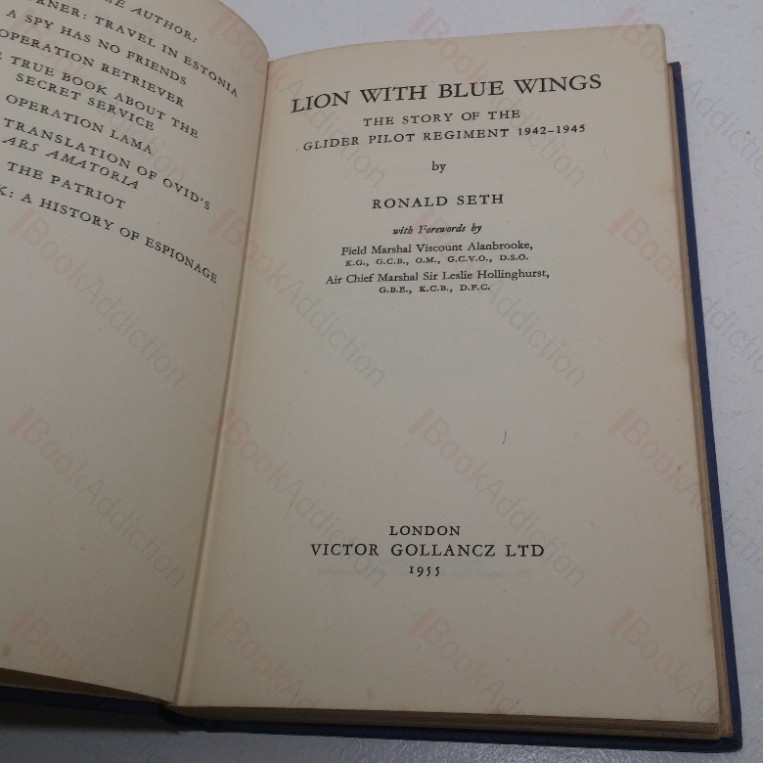 AUTHOR:
TRAVEL IN ESTONIA
A SPY HAS NO FRIENDS
OPERATION RETRIEVER
TRUE BOOK ABOUT THE
SECRET SERVICE
OPERATION LAMA
TRANSLATION OF OVID'S
ARS AMATORIA
THE PATRIOT
A HISTORY OF ESPIONAGE
LION WITH BLUE WINGS
THE STORY OF THE
GLIDER PILOT REGIMENT 1942-1945
by
RONALD SETH
with Forewords by
Field Marshal Viscount Alanbrooke,
K.G., G.C.B., O.M., G.C.V.O., D.S.O.
Air Chief Marshal Sir Leslie Hollinghurst,
G.B.E., K.C.B., D.F.C.
LONDON
VICTOR GOLLANCZ LTD
1955
BookAddiction